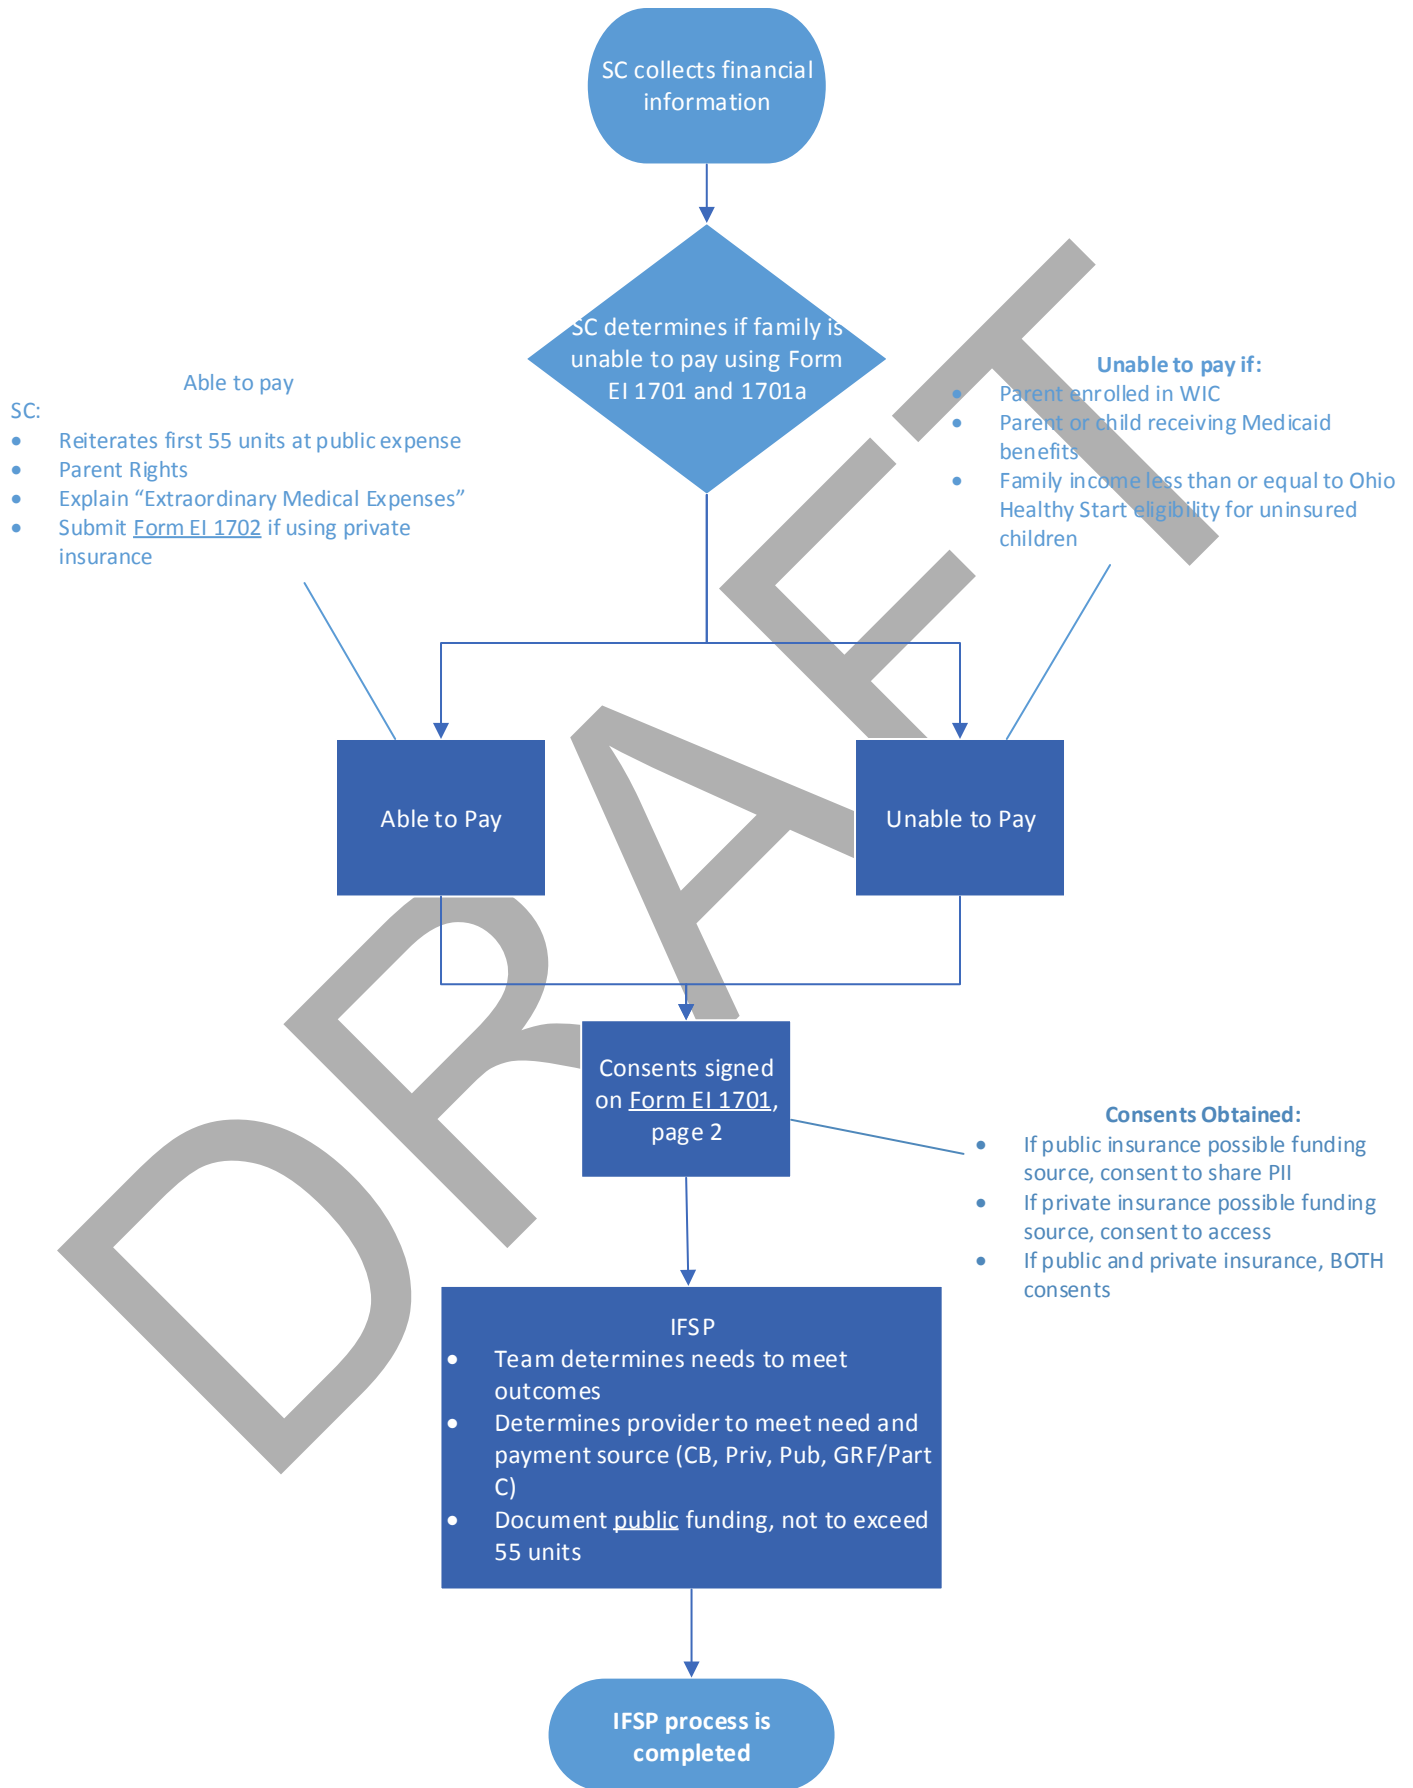 SC collects financial
information
SC determines if family is
unable to pay using Form
EI 1701 and 1701a
Able to pay
SC:
• Reiterates first 55 units at public expense
• Parent Rights
• Explain “Extraordinary Medical Expenses”
• Submit Form EI 1702 if using private
insurance
Unable to pay if:
• Parent enrolled in WIC
• Parent or child receiving Medicaid
benefits
• Family income less than or equal to Ohio
Healthy Start eligibility for uninsured
children
Able to Pay
Unable to Pay
Consents signed
on Form EI 1701,
page 2
Consents Obtained:
• If public insurance possible funding
source, consent to share PII
• If private insurance possible funding
source, consent to access
• If public and private insurance, BOTH
consents
IFSP
• Team determines needs to meet
outcomes
• Determines provider to meet need and
payment source (CB, Priv, Pub, GRF/Part
C)
• Document public funding, not to exceed
55 units
IFSP process is
completed
DRAFT